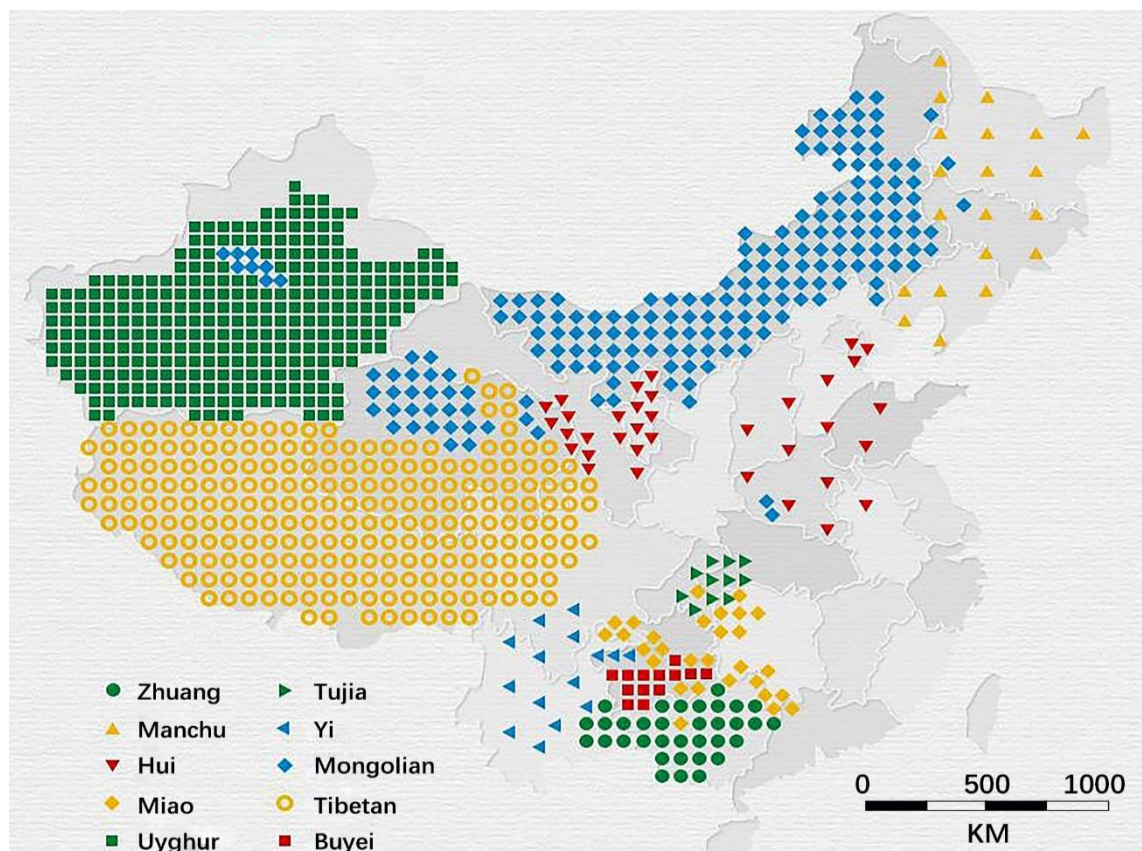 Zhuang Tujia
Manchu Yi
Hui Mongolian
Miao Tibetan
Uyghur Buyei
0 500 1000
KM